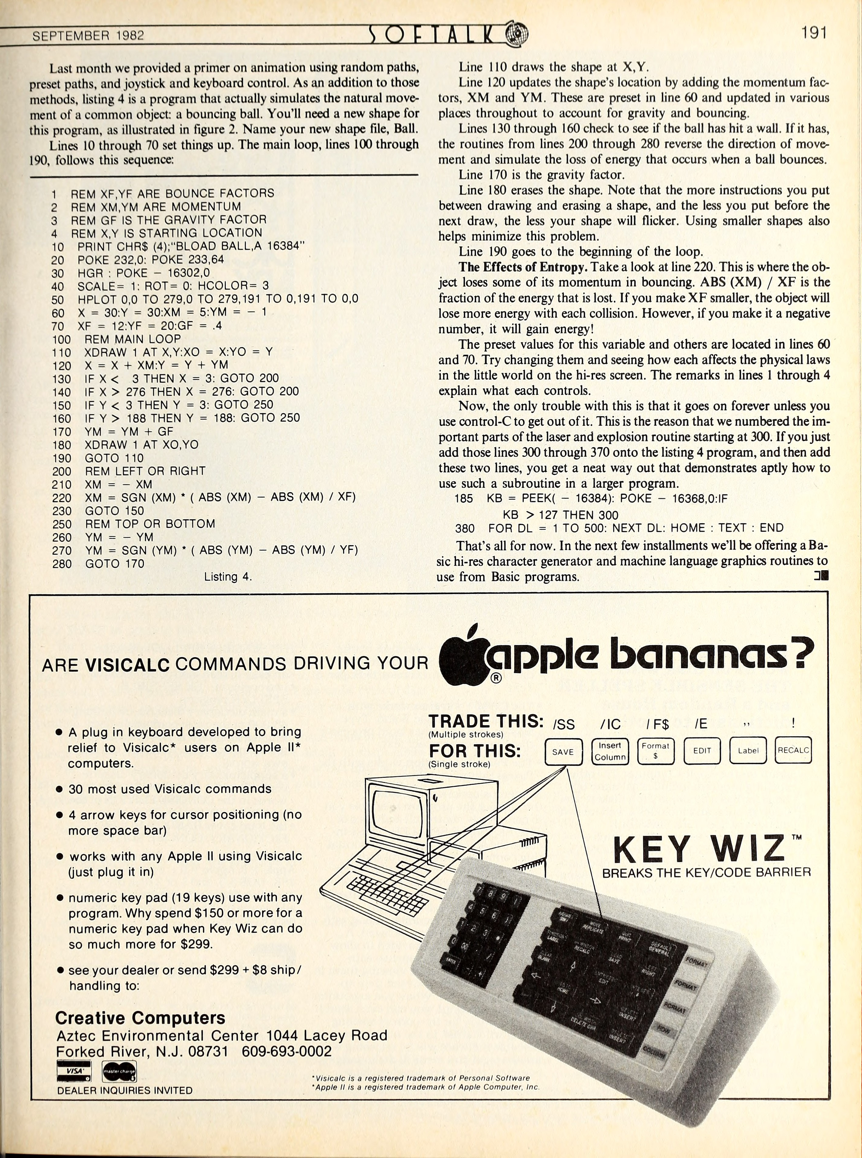 SEPTEMBER 1982
SOFTALK
191
Last month we provided a primer on animation using random paths,
preset paths, and joystick and keyboard control. As an addition to those
methods, listing 4 is a program that actually simulates the natural move-
ment of a common object: a bouncing ball. You'll need a new shape for
this program, as illustrated in figure 2. Name your new shape file, Ball.
Lines 10 through 70 set things up. The main loop, lines 100 through
190, follows this sequence:
1 REM XF,YF ARE BOUNCE FACTORS
2 REM XM,YM ARE MOMENTUM
3 REM GF IS THE GRAVITY FACTOR
4 REM X,Y IS STARTING LOCATION
10 PRINT CHR$ (4);"BLOAD BALL,A 16384"
20 POKE 232,0: POKE 233,64
30 HGR : POKE - 16302,0
40 SCALE= 1: ROT= 0: HCOLOR= 3
50 HPLOT 0,0 TO 279,0 TO 279,191 TO 0,191 TO 0,0
60 X = 30:Y = 30:XM = 5:YM = - 1
70 XF = 12:YF = 20:GF = .4
100 REM MAIN LOOP
110 XDRAW 1 AT X,Y:XO = X:YO = Y
120 X = X + XM:Y = Y + YM
130 IF X < 3 THEN X = 3: GOTO 200
140 IF X > 276 THEN X = 276: GOTO 200
150 IF Y < 3 THEN Y = 3: GOTO 250
160 IF Y > 188 THEN Y = 188: GOTO 250
170 YM = YM + GF
180 XDRAW 1 AT XO,YO
190 GOTO 110
200 REM LEFT OR RIGHT
210 XM = - XM
220 XM = SGN (XM) * ( ABS (XM) - ABS (XM) / XF)
230 GOTO 150
250 REM TOP OR BOTTOM
260 YM = - YM
270 YM = SGN (YM) * ( ABS (YM) - ABS (YM) / YF)
280 GOTO 170
Listing 4.
Line 110 draws the shape at X,Y.
Line 120 updates the shape's location by adding the momentum fac-
tors, XM and YM. These are preset in line 60 and updated in various
places throughout to account for gravity and bouncing.
Lines 130 through 160 check to see if the ball has hit a wall. If it has,
the routines from lines 200 through 280 reverse the direction of move-
ment and simulate the loss of energy that occurs when a ball bounces.
Line 170 is the gravity factor.
Line 180 erases the shape. Note that the more instructions you put
between drawing and erasing a shape, and the less you put before the
next draw, the less your shape will flicker. Using smaller shapes also
helps minimize this problem.
Line 190 goes to the beginning of the loop.
The Effects of Entropy. Take a look at line 220. This is where the ob-
ject loses some of its momentum in bouncing. ABS (XM) / XF is the
fraction of the energy that is lost. If you make XF smaller, the object will
lose more energy with each collision. However, if you make it a negative
number, it will gain energy!
The preset values for this variable and others are located in lines 60
and 70. Try changing them and seeing how each affects the physical laws
in the little world on the hi-res screen. The remarks in lines 1 through 4
explain what each controls.
Now, the only trouble with this is that it goes on forever unless you
use control-C to get out of it. This is the reason that we numbered the im-
portant parts of the laser and explosion routine starting at 300. If you just
add those lines 300 through 370 onto the listing 4 program, and then add
these two lines, you get a neat way out that demonstrates aptly how to
use such a subroutine in a larger program.
185 KB = PEEK( - 16384): POKE - 16368,0:IF
KB > 127 THEN 300
380 FOR DL = 1 TO 500: NEXT DL: HOME : TEXT : END
That's all for now. In the next few installments we'll be offering a Ba-
sic hi-res character generator and machine language graphics routines to
use from Basic programs.
ARE VISICALC COMMANDS DRIVING YOUR apple bananas?
®
• A plug in keyboard developed to bring
relief to Visicalc* users on Apple II*
computers.
• 30 most used Visicalc commands
• 4 arrow keys for cursor positioning (no
more space bar)
• works with any Apple II using Visicalc
(just plug it in)
• numeric key pad (19 keys) use with any
program. Why spend $150 or more for a
numeric key pad when Key Wiz can do
so much more for $299.
• see your dealer or send $299 + $8 ship/
handling to:
TRADE THIS: /SS /IC /F$ /E ,, !
(Multiple strokes)
FOR THIS: SAVE Insert Column Format $ EDIT Label RECALC
(Single stroke)
KEY WIZ™
BREAKS THE KEY/CODE BARRIER
Creative Computers
Aztec Environmental Center 1044 Lacey Road
Forked River, N.J. 08731 609-693-0002
VISA master charge
DEALER INQUIRIES INVITED
*Visicalc is a registered trademark of Personal Software
*Apple II is a registered trademark of Apple Computer, Inc.